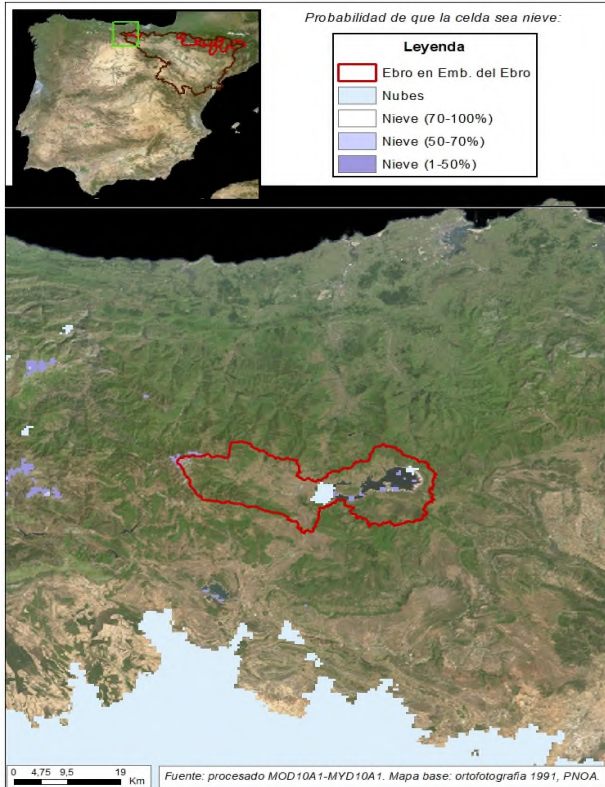 Probabilidad de que la celda sea nieve:
Leyenda
Ebro en Emb. del Ebro
Nubes
Nieve (70-100%)
Nieve (50-70%)
Nieve (1-50%)
0 4,75 9,5 19
Km
Fuente: procesado MOD10A1-MYD10A1. Mapa base: ortofotografía 1991, PNOA.